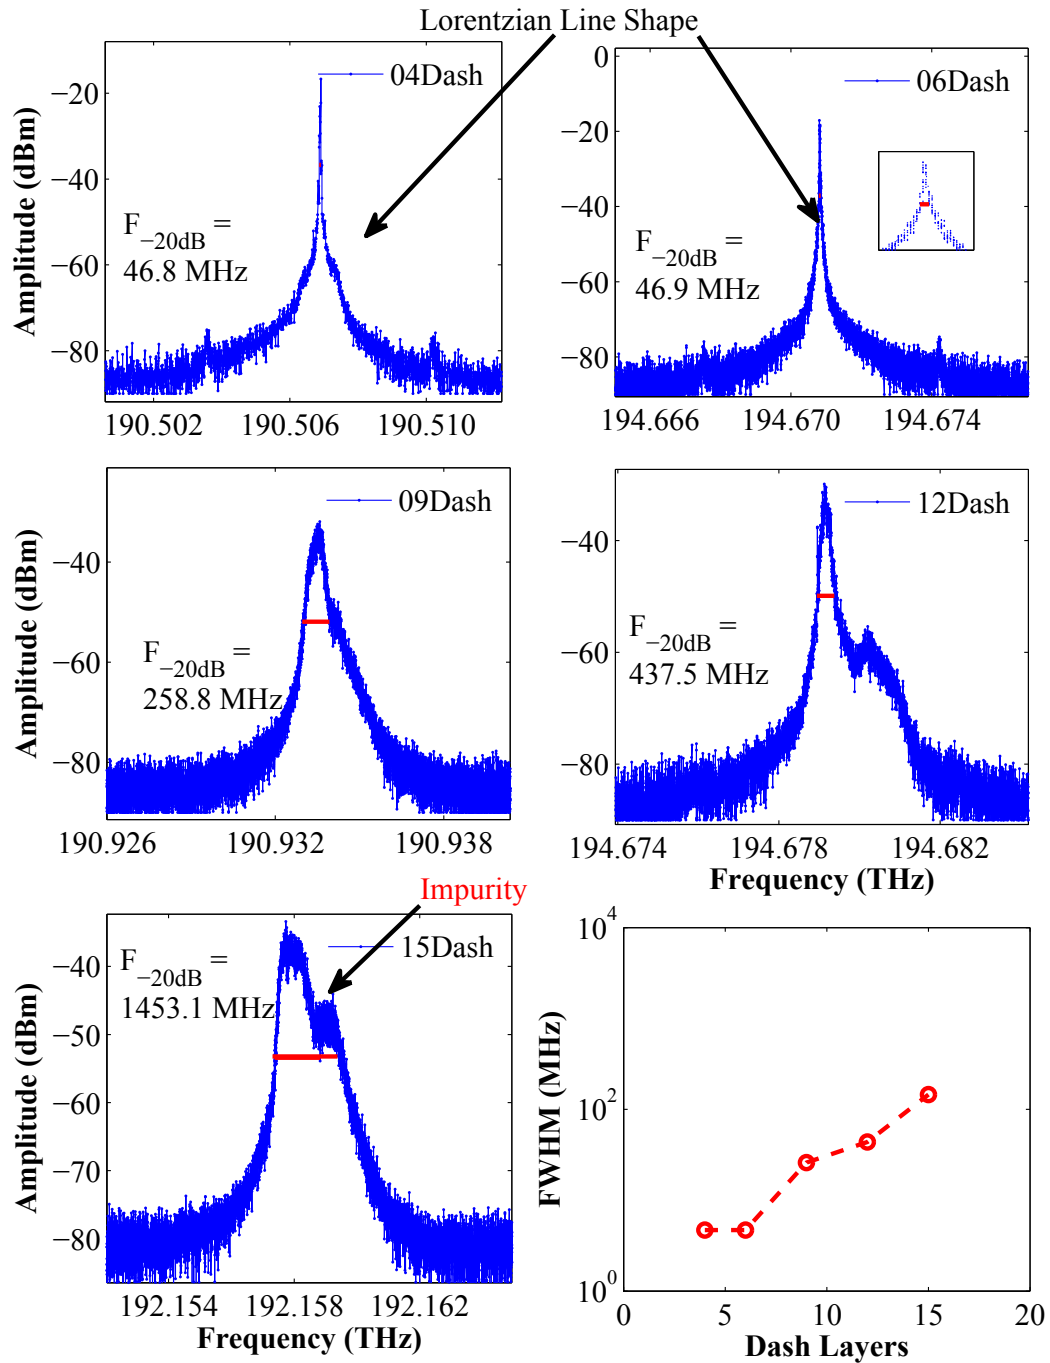 Lorentzian Line Shape
04Dash
−20
−40
−60
−80
Amplitude (dBm)
F−20dB =
46.8 MHz
190.502 190.506 190.510
06Dash
0
−20
−40
−60
−80
F−20dB =
46.9 MHz
194.666 194.670 194.674
09Dash
−40
−60
−80
Amplitude (dBm)
F−20dB =
258.8 MHz
190.926 190.932 190.938
12Dash
−40
−60
−80
F−20dB =
437.5 MHz
194.674 194.678 194.682
Frequency (THz)
Impurity
15Dash
−40
−50
−60
−70
−80
Amplitude (dBm)
F−20dB =
1453.1 MHz
192.154 192.158 192.162
Frequency (THz)
10^4
10^2
10^0
FWHM (MHz)
0 5 10 15 20
Dash Layers